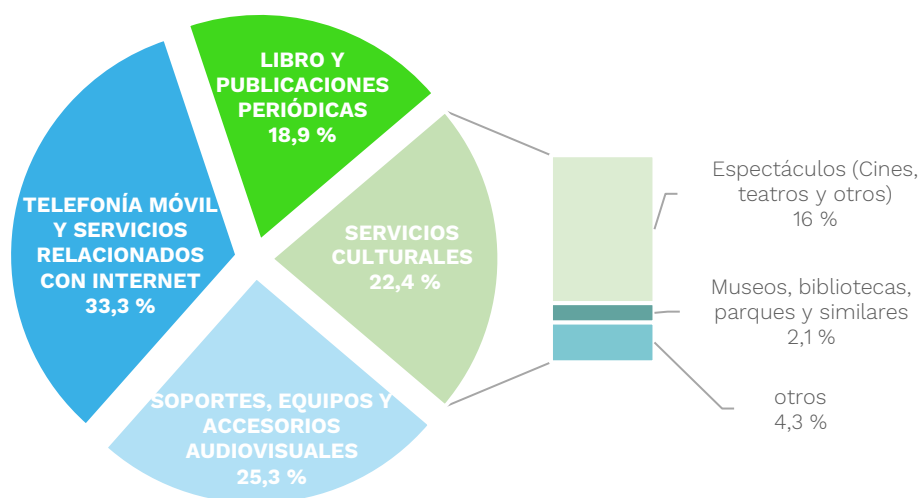 LIBRO Y
PUBLICACIONES
PERIÓDICAS
18,9 %
TELEFONÍA MÓVIL
Y SERVICIOS
RELACIONADOS
CON INTERNET
33,3 %
SERVICIOS
CULTURALES
22,4 %
SOPORTES, EQUIPOS Y
ACCESORIOS
AUDIOVISUALES
25,3 %
Espectáculos (Cines,
teatros y otros)
16 %
Museos, bibliotecas,
parques y similares
2,1 %
otros
4,3 %